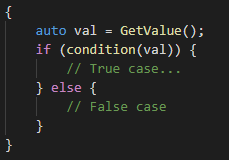 {
    auto val = GetValue();
    if (condition(val)) {
        // True case...
    } else {
        // False case
    }
}